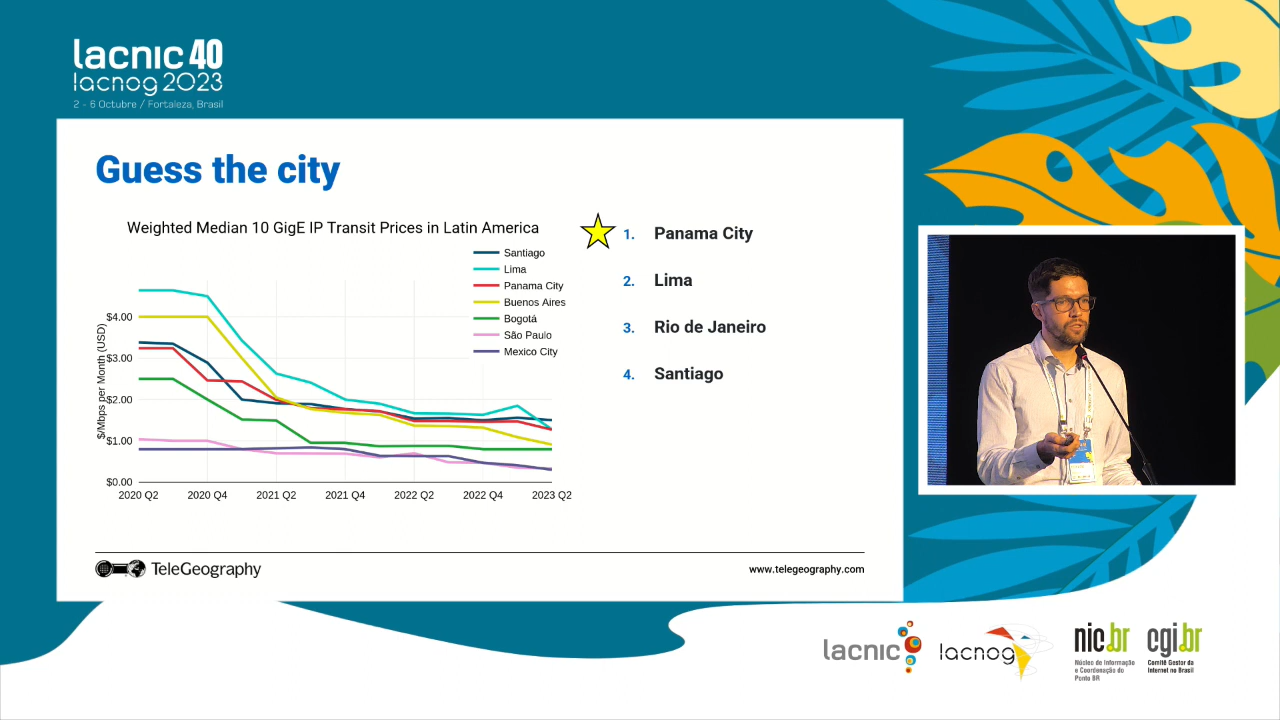 lacnic 40
lacnog 2023
2 - 6 Octubre / Fortaleza, Brasil
Guess the city
Weighted Median 10 GigE IP Transit Prices in Latin America
Santiago
Lima
Panama City
Buenos Aires
Bogotá
São Paulo
Mexico City
$/Mbps per Month (USD)
$4.00
$3.00
$2.00
$1.00
$0.00
2020 Q2
2020 Q4
2021 Q2
2021 Q4
2022 Q2
2022 Q4
2023 Q2
1. Panama City
2. Lima
3. Rio de Janeiro
4. Santiago
TeleGeography
www.telegeography.com
lacnic
lacnog
nic.br
Núcleo de Informação
e Coordenação do
Ponto BR
cgi.br
Comitê Gestor da
Internet no Brasil